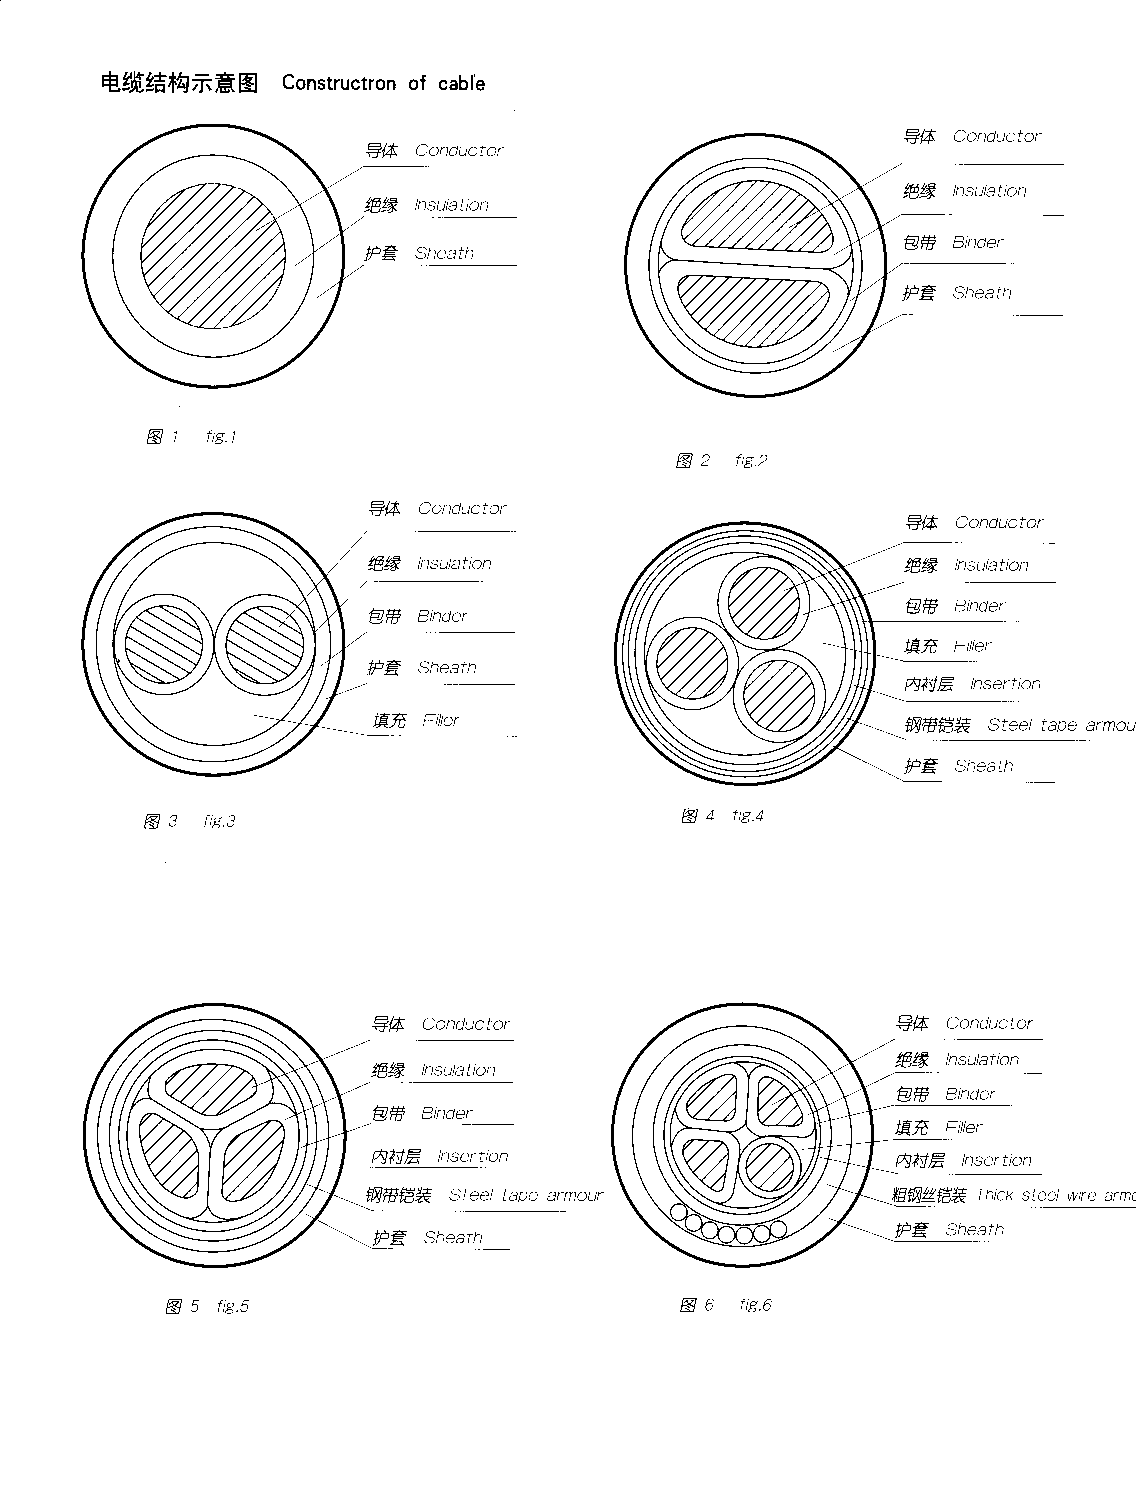 电缆结构示意图 Constructron of cable
导体 Conductor
绝缘 Insulation
护套 Sheath
图 1 fig.1
导体 Conductor
绝缘 Insulation
包带 Binder
护套 Sheath
图 2 fig.2
导体 Conductor
绝缘 Insulation
包带 Binder
护套 Sheath
填充 Filler
图 3 fig.3
导体 Conductor
绝缘 Insulation
包带 Binder
填充 Filler
内衬层 Insertion
钢带铠装 Steel tape armou
护套 Sheath
图 4 fig.4
导体 Conductor
绝缘 Insulation
包带 Binder
内衬层 Insertion
钢带铠装 Steel tape armour
护套 Sheath
图 5 fig.5
导体 Conductor
绝缘 Insulation
包带 Binder
填充 Filler
内衬层 Insertion
粗钢丝铠装 Thick steel wire armo
护套 Sheath
图 6 fig.6